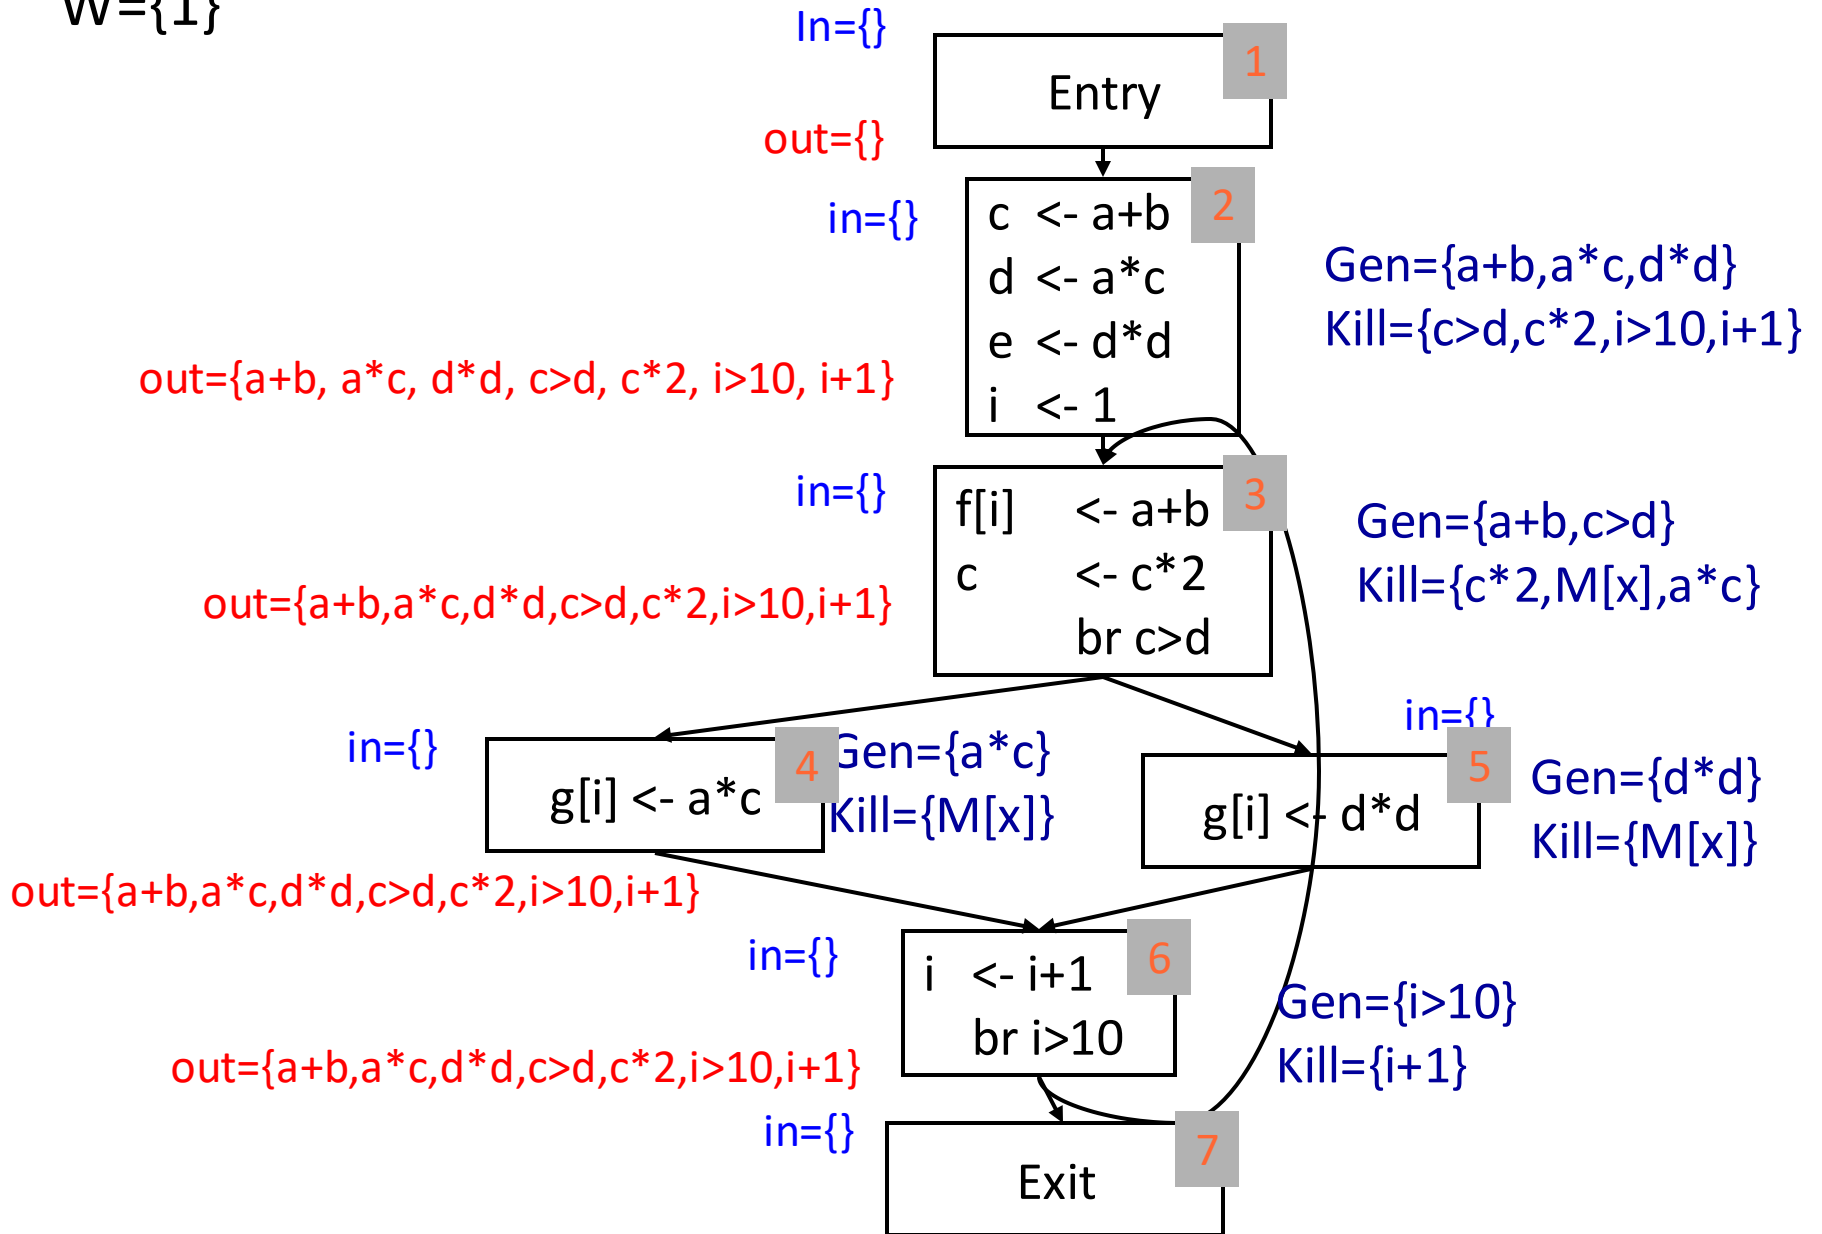 W={1}
In={}
1
Entry
out={}
2
in={}
c <- a+b
d <- a*c
e <- d*d
i <- 1
Gen={a+b,a*c,d*d}
Kill={c>d,c*2,i>10,i+1}
out={a+b, a*c, d*d, c>d, c*2, i>10, i+1}
in={}
3
f[i] <- a+b
c <- c*2
br c>d
Gen={a+b,c>d}
Kill={c*2,M[x],a*c}
out={a+b,a*c,d*d,c>d,c*2,i>10,i+1}
in={}
4
g[i] <- a*c
Gen={a*c}
Kill={M[x]}
in={}
5
g[i] <- d*d
Gen={d*d}
Kill={M[x]}
out={a+b,a*c,d*d,c>d,c*2,i>10,i+1}
in={}
6
i <- i+1
br i>10
Gen={i>10}
Kill={i+1}
out={a+b,a*c,d*d,c>d,c*2,i>10,i+1}
in={}
7
Exit